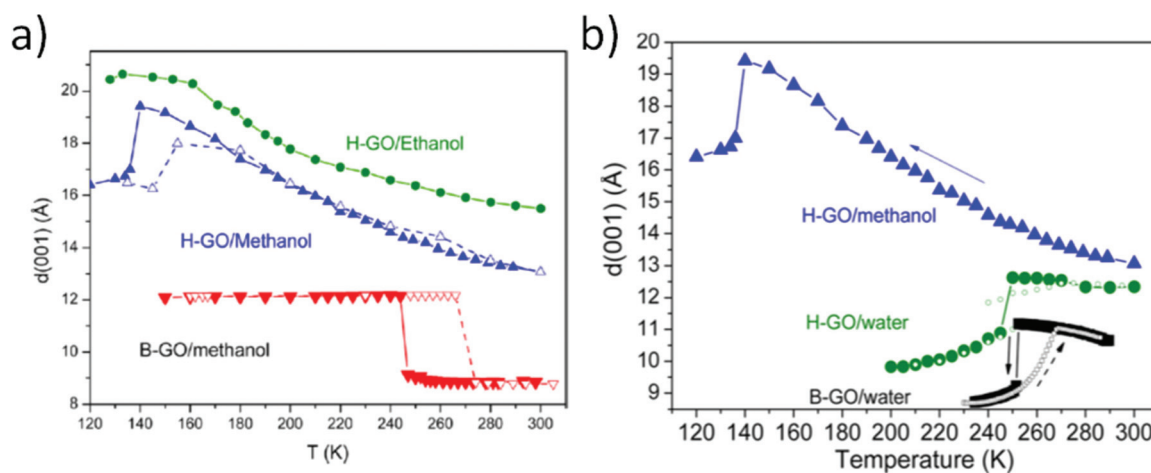 a)
20
18
16
14
12
10
8
d(001) (Å)
H-GO/Ethanol
H-GO/Methanol
B-GO/methanol
120 140 160 180 200 220 240 260 280 300
T (K)
b)
20
19
18
17
16
15
14
13
12
11
10
9
d(001) (Å)
H-GO/methanol
H-GO/water
B-GO/water
120 140 160 180 200 220 240 260 280 300
Temperature (K)